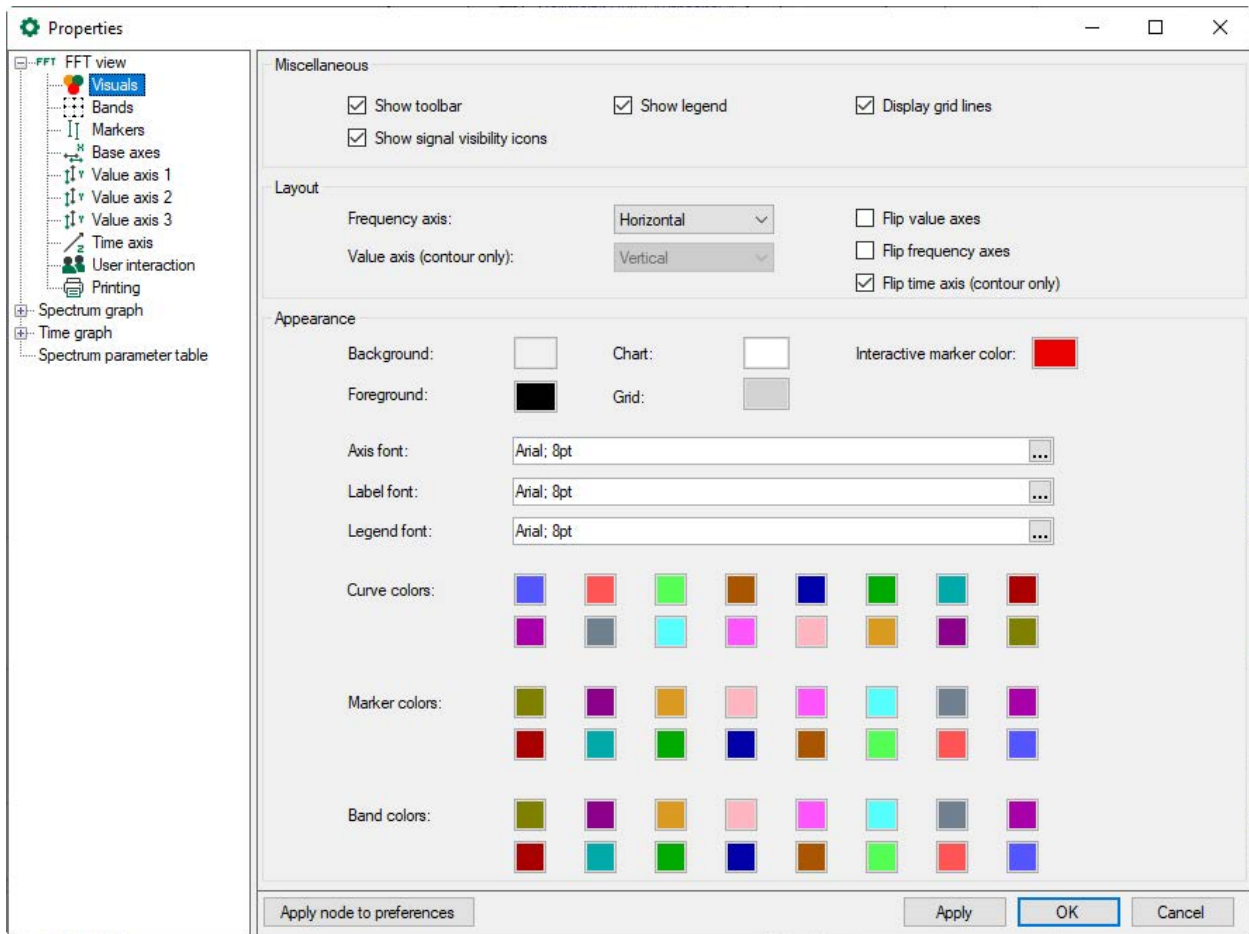 Properties
FFT FFT view
Visuals
Bands
Markers
X Base axes
Y Value axis 1
Y Value axis 2
Y Value axis 3
Z Time axis
User interaction
Printing
Spectrum graph
Time graph
Spectrum parameter table
Miscellaneous
Show toolbar Show legend Display grid lines
Show signal visibility icons
Layout
Frequency axis: Horizontal Flip value axes
Flip frequency axes
Value axis (contour only): Vertical
Flip time axis (contour only)
Appearance
Background: Chart: Interactive marker color:
Foreground: Grid:
Axis font: Arial; 8pt ...
Label font: Arial; 8pt ...
Legend font: Arial; 8pt ...
Curve colors:
Marker colors:
Band colors:
Apply node to preferences Apply OK Cancel